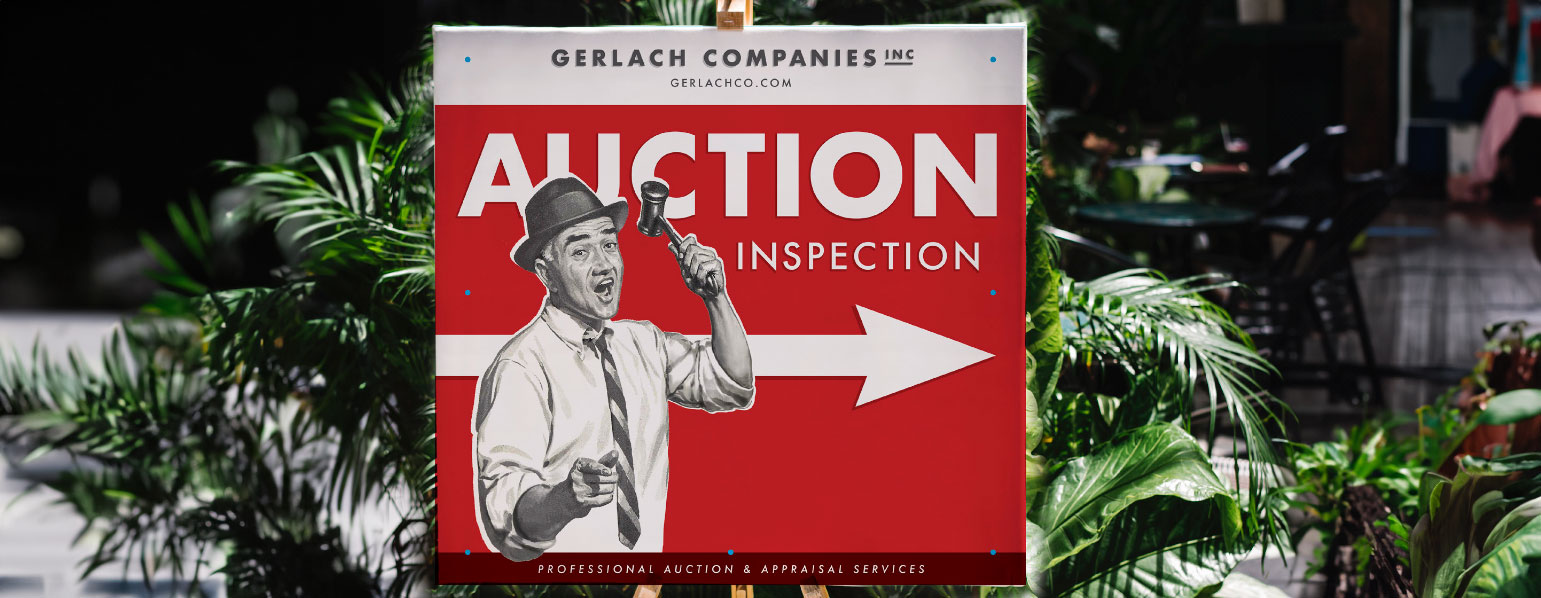 GERLACH COMPANIES INC
GERLACHCO.COM
AUCTION
INSPECTION
PROFESSIONAL AUCTION & APPRAISAL SERVICES